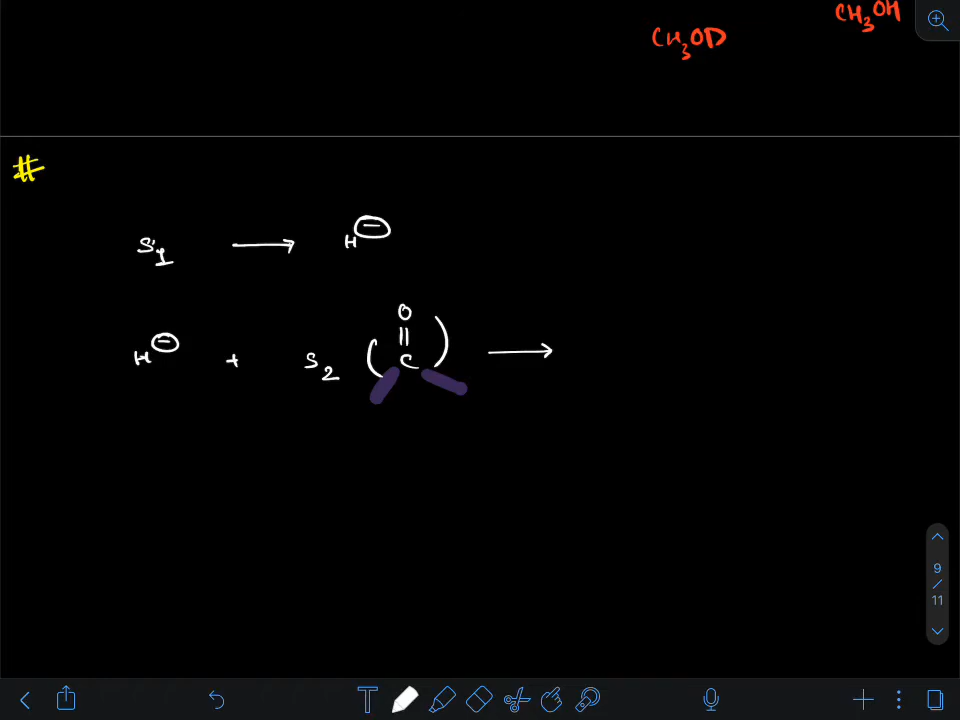 CH3OH
CH3OD
#
S1 ⟶ H⊖
O
||
H⊖ + S2 ( C ) ⟶
9
/
11
T